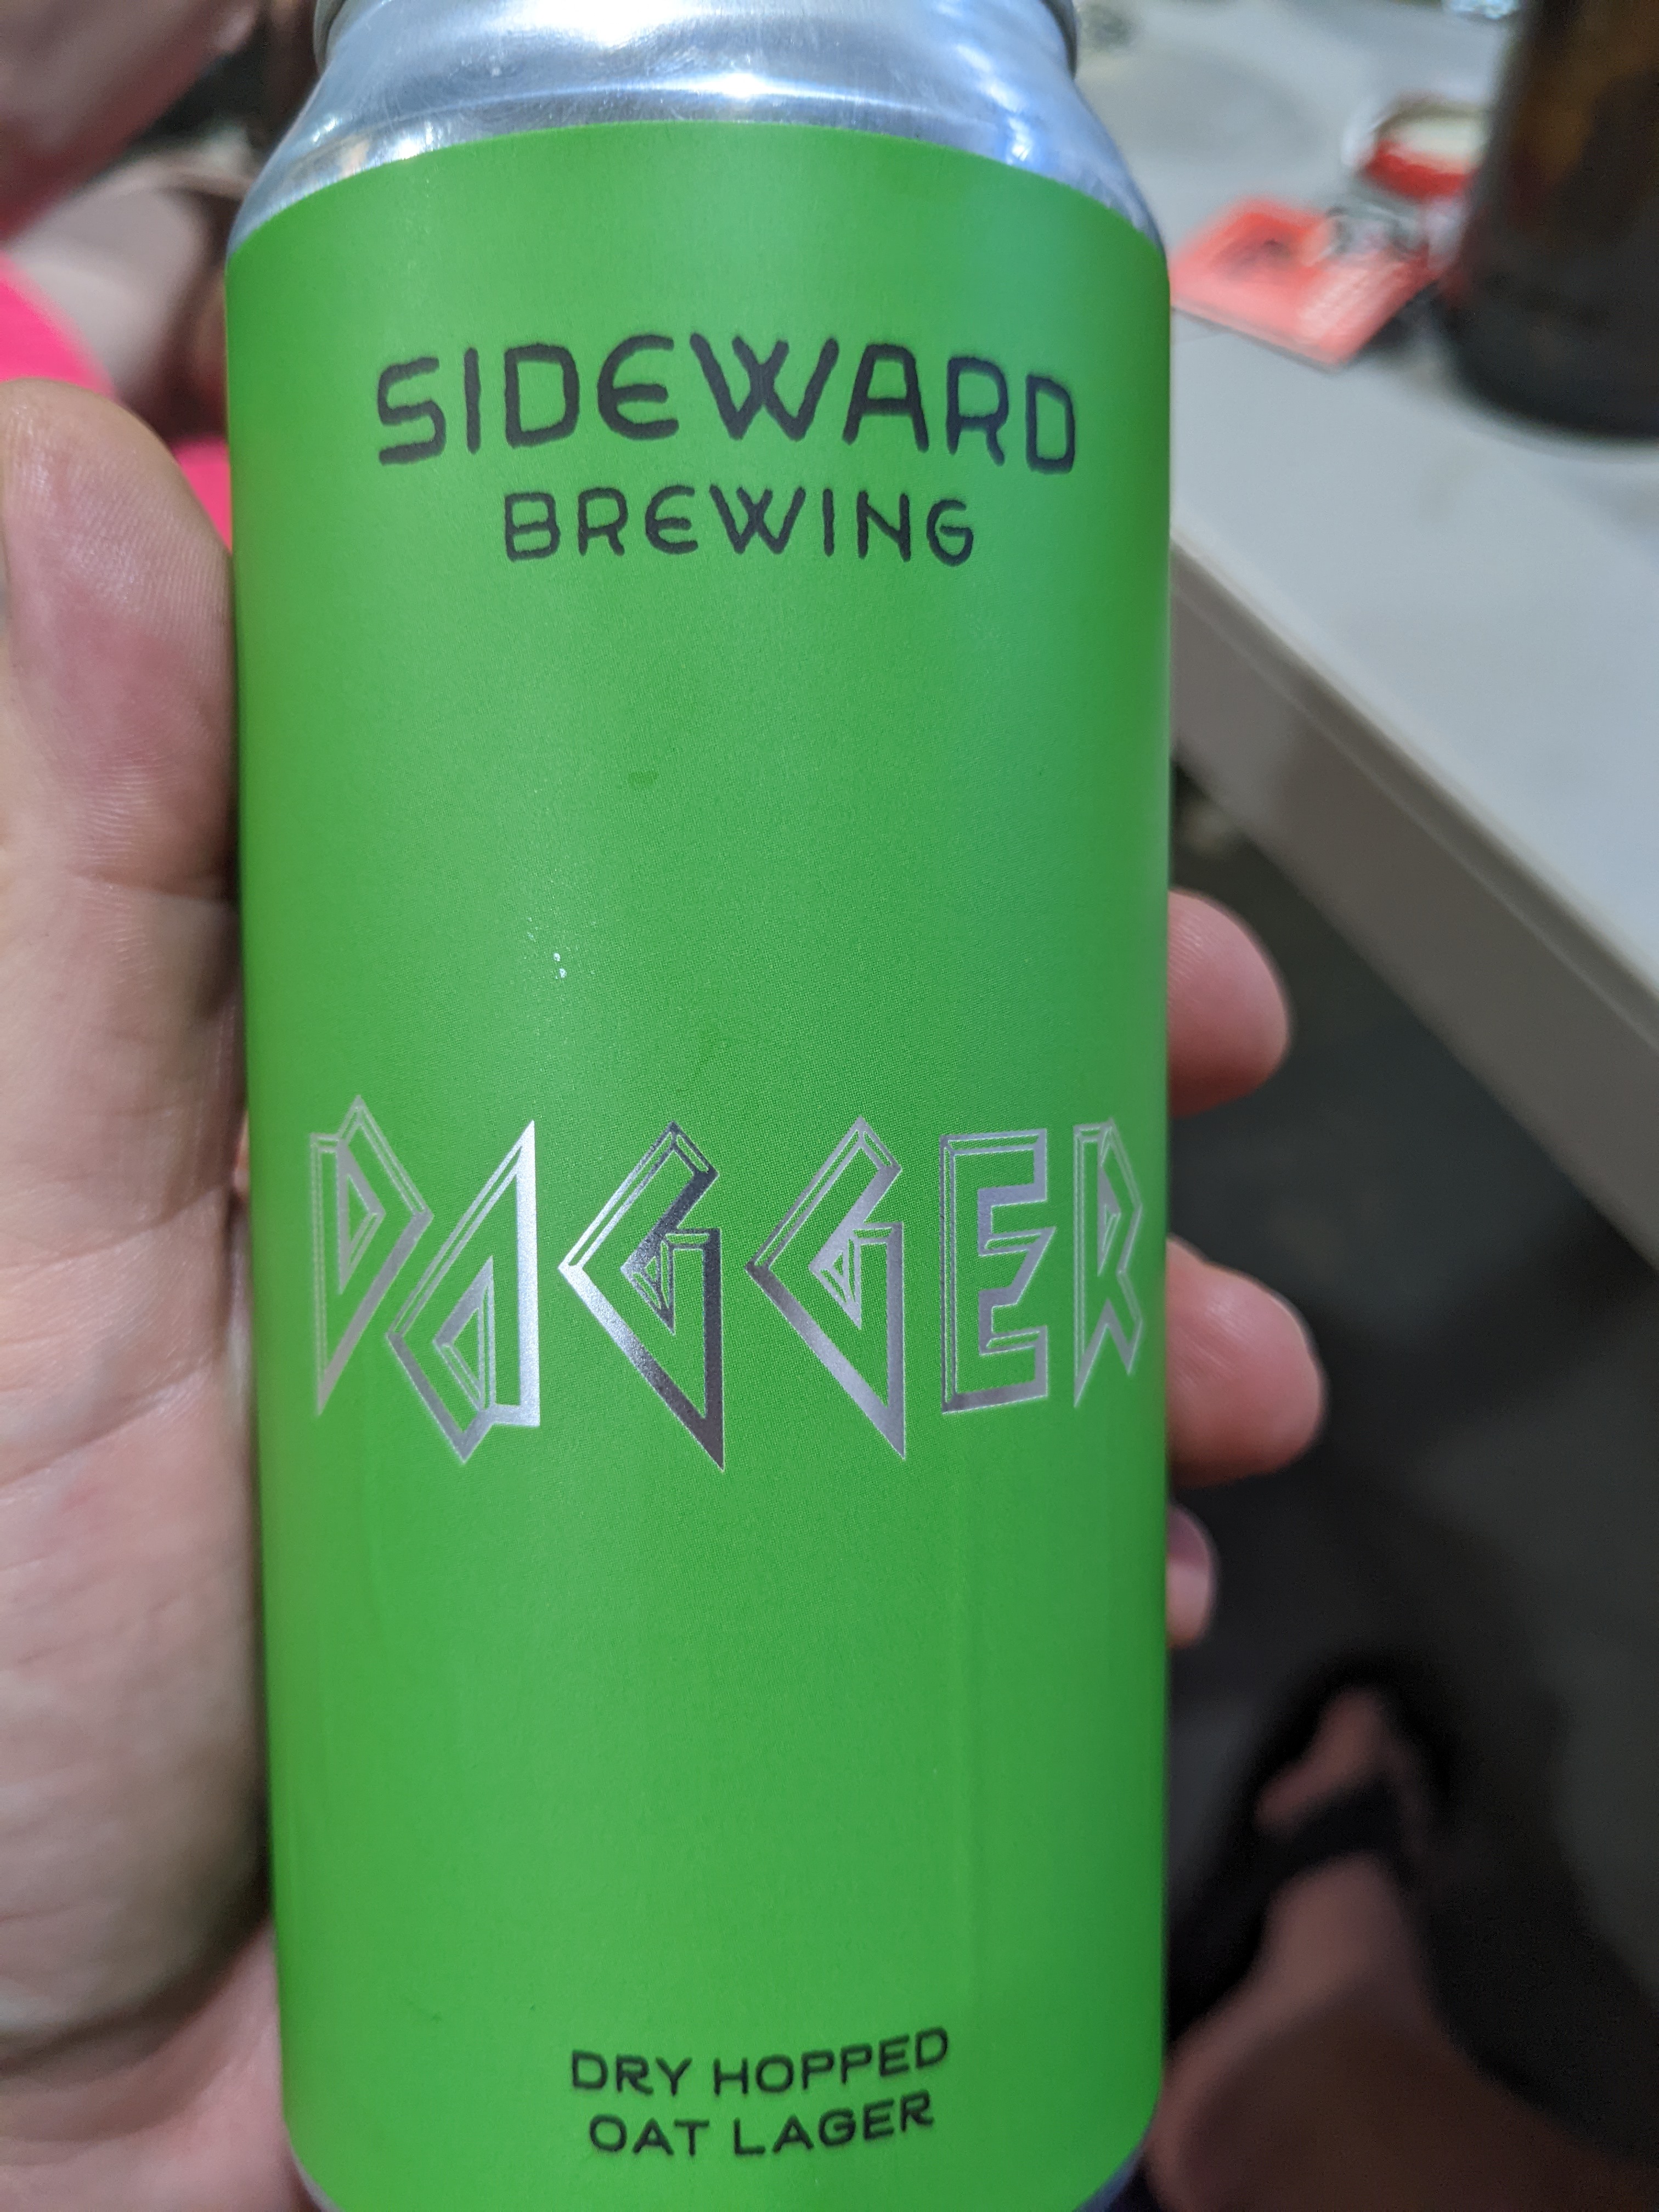 SIDEWARD
BREWING
DAGGER
DRY HOPPED
OAT LAGER